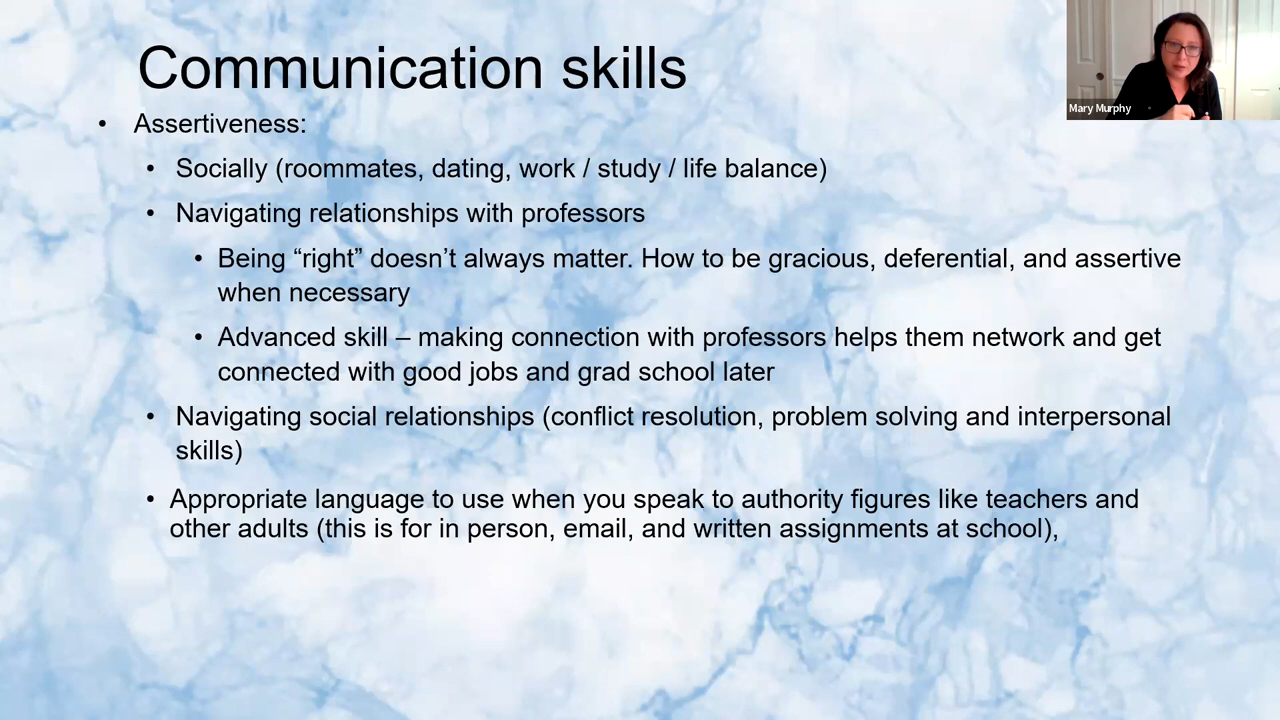 Communication skills
Mary Murphy
• Assertiveness:
• Socially (roommates, dating, work / study / life balance)
• Navigating relationships with professors
• Being “right” doesn’t always matter. How to be gracious, deferential, and assertive
when necessary
• Advanced skill – making connection with professors helps them network and get
connected with good jobs and grad school later
• Navigating social relationships (conflict resolution, problem solving and interpersonal
skills)
• Appropriate language to use when you speak to authority figures like teachers and
other adults (this is for in person, email, and written assignments at school),